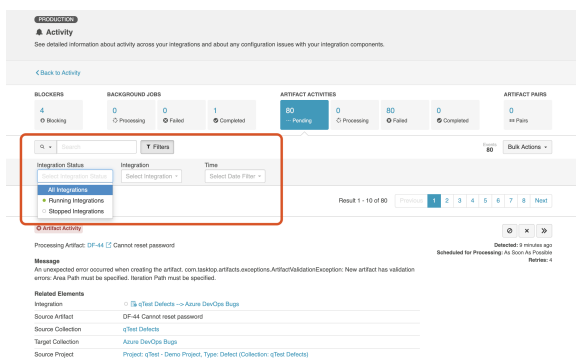 PRODUCTION
Activity
See detailed information about activity across your integrations and about any configuration issues with your integration components.
Back to Activity
BLOCKERS BACKGROUND JOBS ARTIFACT ACTIVITIES ARTIFACT PAIRS
4 0 0 1 80 0 80 0 0
Blocking Processing Failed Completed Pending Processing Failed Completed Pairs
Search Filters Events 80 Bulk Actions
Integration Status Integration Time
Select Integration Status Select Integration Select Date Filter
All Integrations
Running Integrations
Stopped Integrations
Result 1 - 10 of 80 Previous 1 2 3 4 5 6 7 8 Next
Artifact Activity
Processing Artifact: DF-44 Cannot reset password
Detected: 9 minutes ago
Scheduled for Processing: As Soon As Possible
Retries: 4
Message
An unexpected error occurred when creating the artifact. com.tasktop.artifacts.exceptions.ArtifactValidationException: New artifact has validation
errors. Area Path must be specified. Iteration Path must be specified.
Related Elements
Integration qTest Defects --> Azure DevOps Bugs
Source Artifact DF-44 Cannot reset password
Source Collection qTest Defects
Target Collection Azure DevOps Bugs
Source Project Project: qTest - Demo Project, Type: Defect (Collection: qTest Defects)